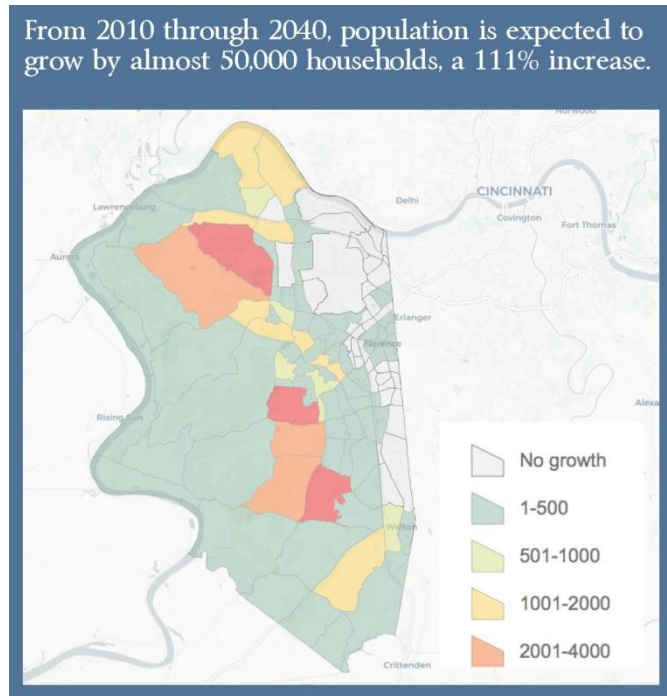 From 2010 through 2040, population is expected to
grow by almost 50,000 households, a 111% increase.
Norwood
CINCINNATI
Lawrenceburg
Delhi
Covington
Fort Thomas
Aurora
Erlanger
Florence
Rising Sun
Alexa
No growth
1-500
Walton
501-1000
1001-2000
2001-4000
Crittenden